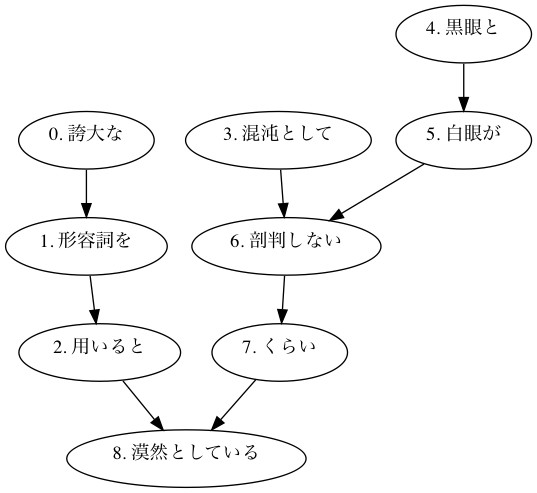 4. 黒眼と
0. 誇大な
3. 混沌として
5. 白眼が
1. 形容詞を
6. 剖判しない
2. 用いると
7. くらい
8. 漠然としている